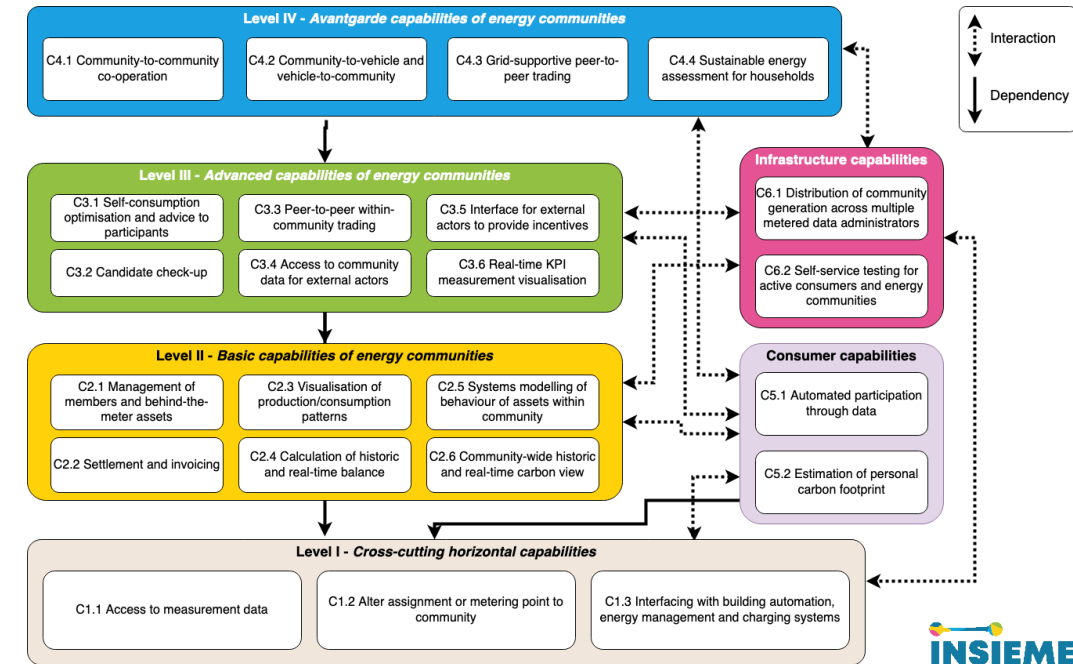 Level IV - Avantgarde capabilities of energy communities
C4.1 Community-to-community
co-operation
C4.2 Community-to-vehicle and
vehicle-to-community
C4.3 Grid-supportive peer-to-
peer trading
C4.4 Sustainable energy
assessment for households
Interaction
Dependency
Level III - Advanced capabilities of energy communities
C3.1 Self-consumption
optimisation and advice to
participants
C3.3 Peer-to-peer within-
community trading
C3.5 Interface for external
actors to provide incentives
C3.2 Candidate check-up
C3.4 Access to community
data for external actors
C3.6 Real-time KPI
measurement visualisation
Infrastructure capabilities
C6.1 Distribution of community
generation across multiple
metered data administrators
C6.2 Self-service testing for
active consumers and energy
communities
Level II - Basic capabilities of energy communities
C2.1 Management of
members and behind-the-
meter assets
C2.3 Visualisation of
production/consumption
patterns
C2.5 Systems modelling of
behaviour of assets within
community
C2.2 Settlement and invoicing
C2.4 Calculation of historic
and real-time balance
C2.6 Community-wide historic
and real-time carbon view
Consumer capabilities
C5.1 Automated participation
through data
C5.2 Estimation of personal
carbon footprint
Level I - Cross-cutting horizontal capabilities
C1.1 Access to measurement data
C1.2 Alter assignment or metering point to
community
C1.3 Interfacing with building automation,
energy management and charging systems
INSIEME